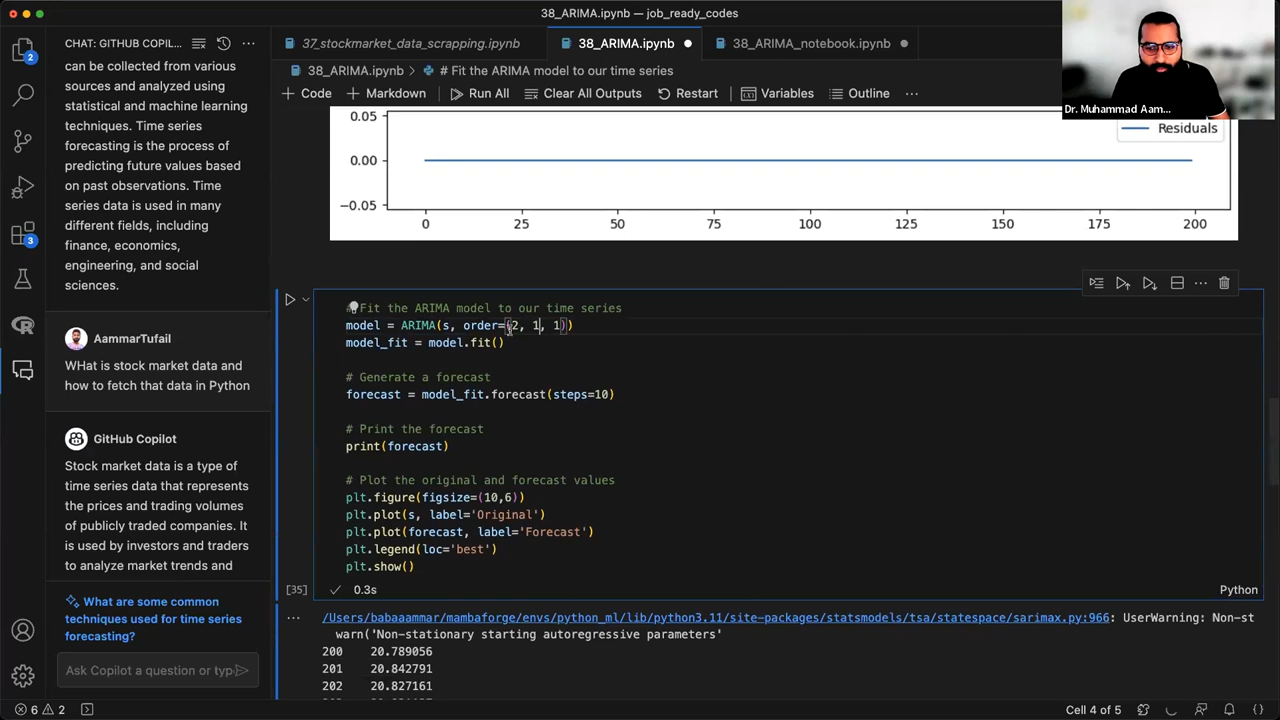 38_ARIMA.ipynb — job_ready_codes
CHAT: GITHUB COPIL...
37_stockmarket_data_scrapping.ipynb
38_ARIMA.ipynb
38_ARIMA_notebook.ipynb
38_ARIMA.ipynb > # Fit the ARIMA model to our time series
+ Code + Markdown Run All Clear All Outputs Restart Variables Outline ...
Dr. Muhammad Aam...
2
3
can be collected from various
sources and analyzed using
statistical and machine learning
techniques. Time series
forecasting is the process of
predicting future values based
on past observations. Time
series data is used in many
different fields, including
finance, economics,
engineering, and social
sciences.
AammarTufail
WHat is stock market data and
how to fetch that data in Python
GitHub Copilot
Stock market data is a type of
time series data that represents
the prices and trading volumes
of publicly traded companies. It
is used by investors and traders
to analyze market trends and
What are some common
techniques used for time series
forecasting?
Ask Copilot a question or typ
0.05
0.00
−0.05
Residuals
0 25 50 75 100 125 150 175 200
# Fit the ARIMA model to our time series
model = ARIMA(s, order=(2, 1, 1))
model_fit = model.fit()
# Generate a forecast
forecast = model_fit.forecast(steps=10)
# Print the forecast
print(forecast)
# Plot the original and forecast values
plt.figure(figsize=(10,6))
plt.plot(s, label='Original')
plt.plot(forecast, label='Forecast')
plt.legend(loc='best')
plt.show()
[35] 0.3s Python
/Users/babaaammar/mambaforge/envs/python_ml/lib/python3.11/site-packages/statsmodels/tsa/statespace/sarimax.py:966: UserWarning: Non-st
warn('Non-stationary starting autoregressive parameters'
200 20.789056
201 20.842791
202 20.827161
6 2
Cell 4 of 5